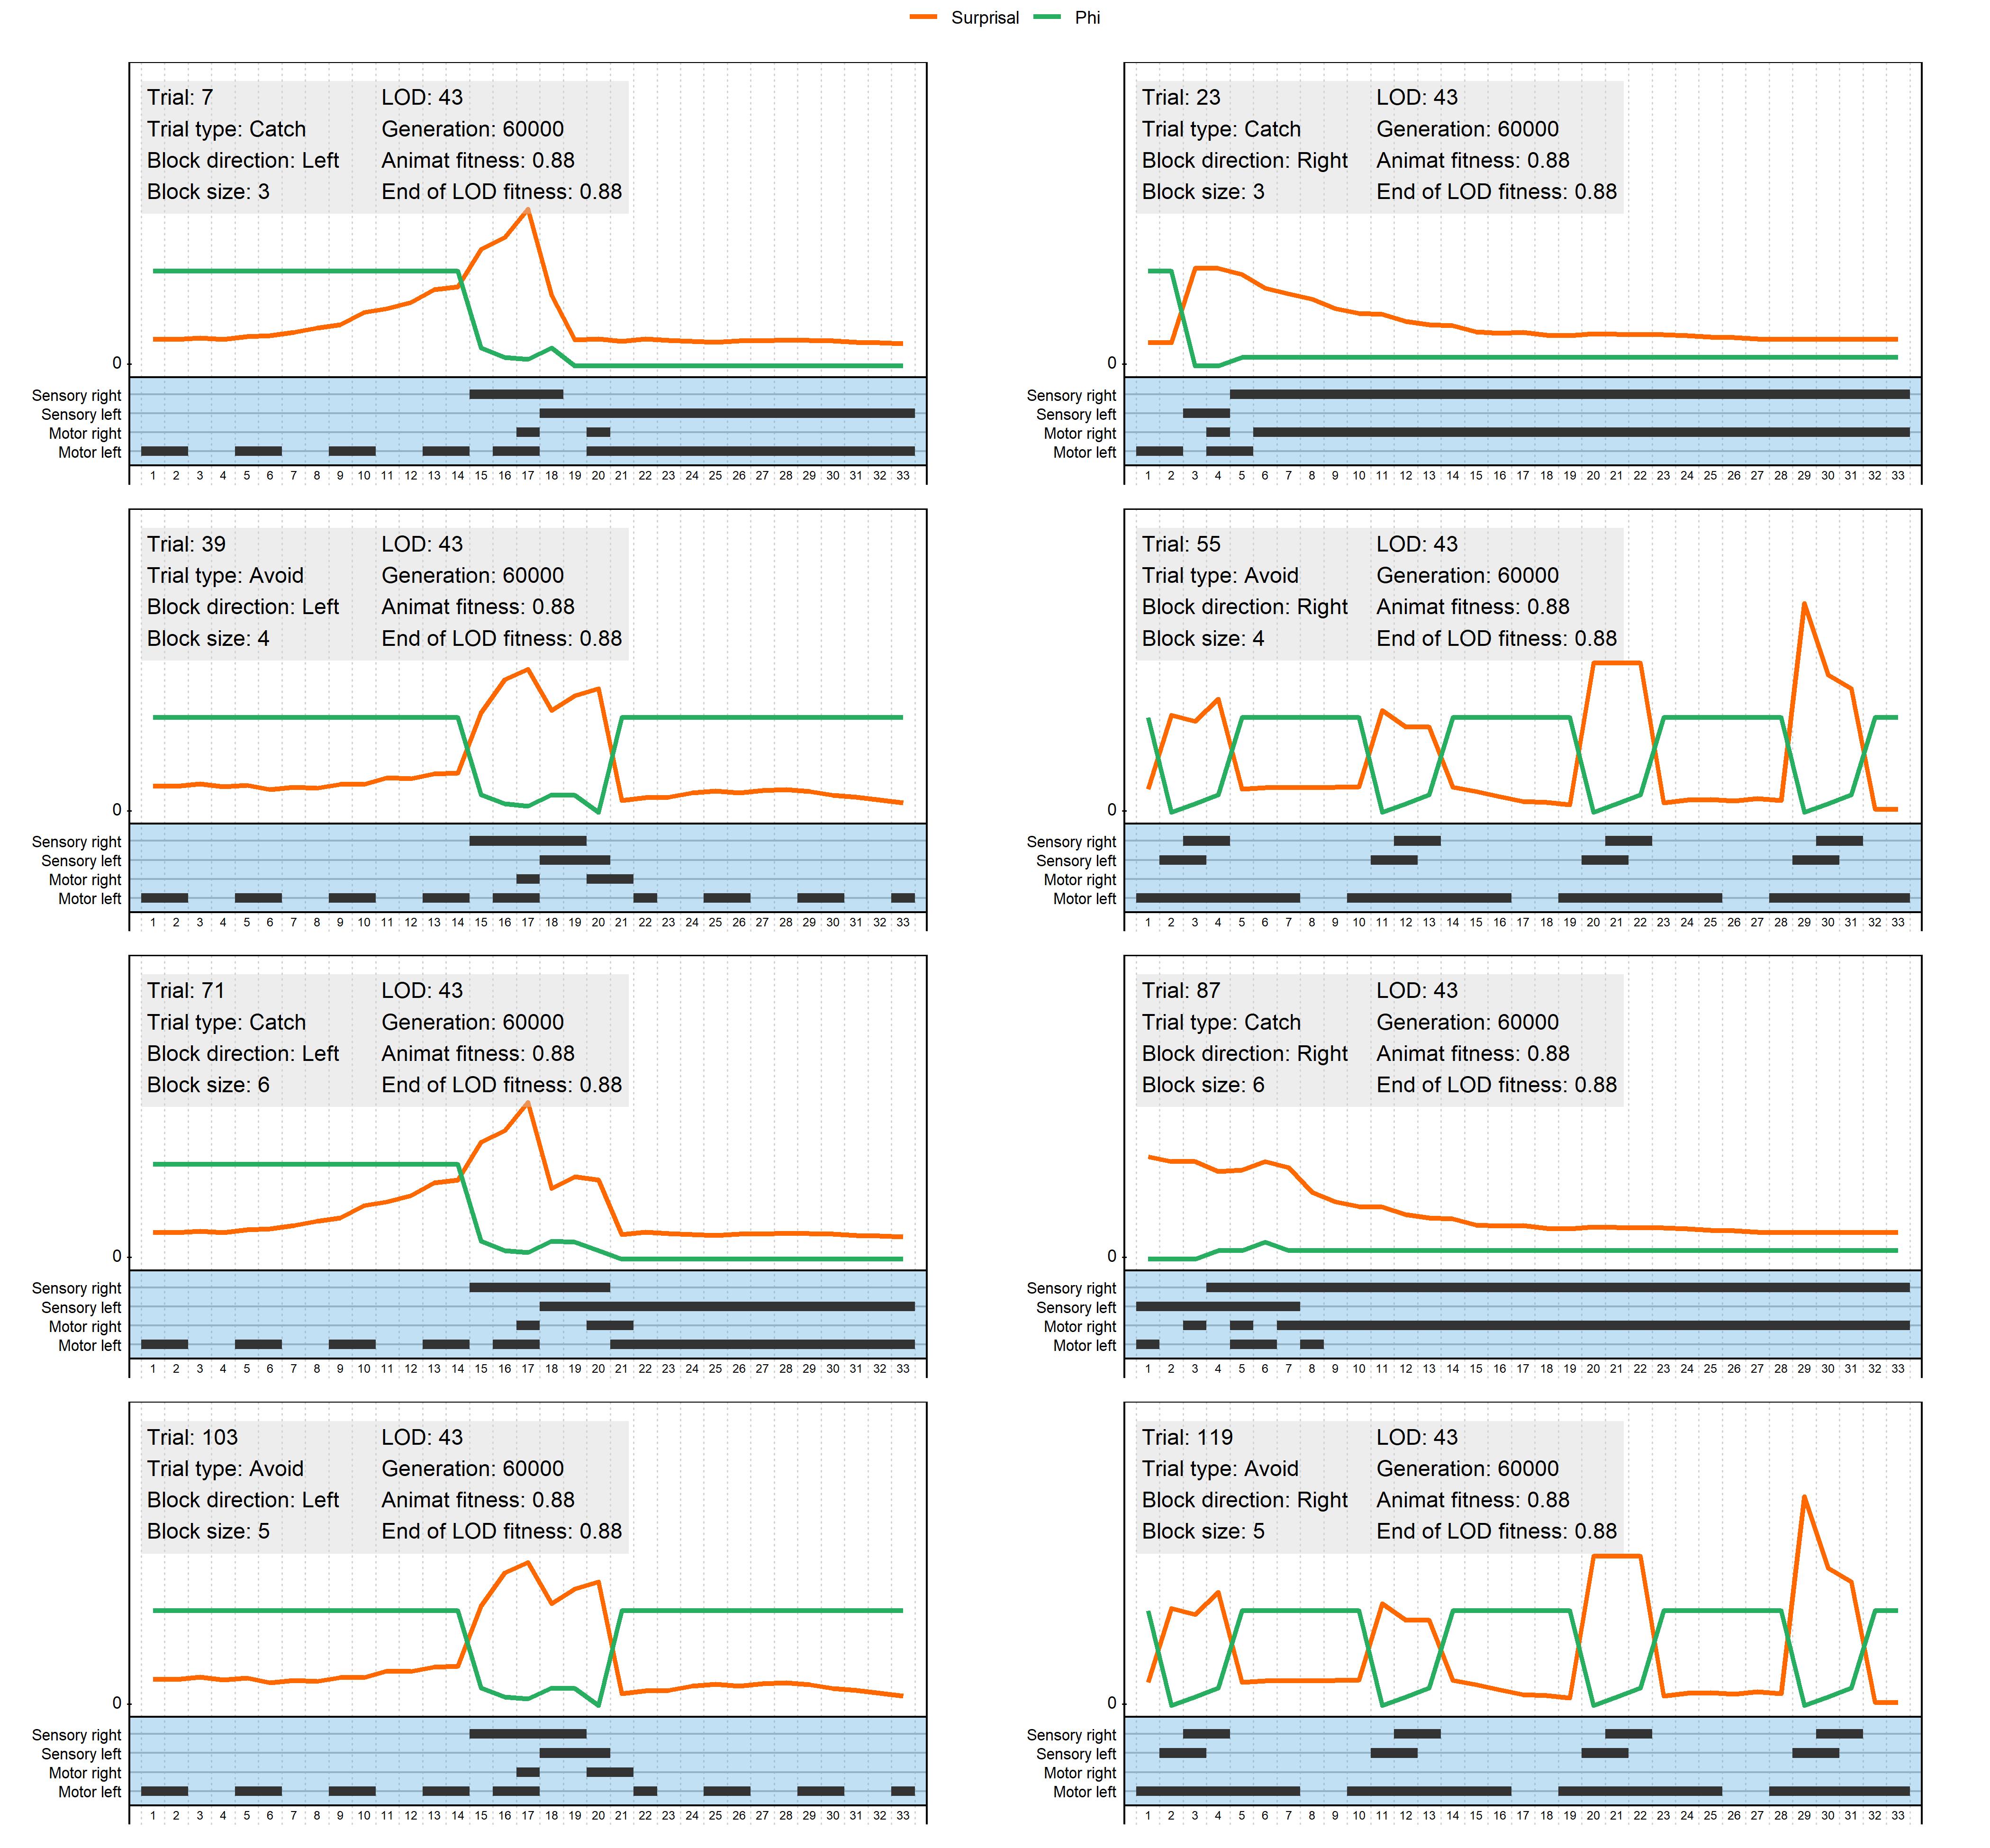 Surprisal Phi
Trial: 7 LOD: 43
Trial type: Catch Generation: 60000
Block direction: Left Animat fitness: 0.88
Block size: 3 End of LOD fitness: 0.88
0
Sensory right
Sensory left
Motor right
Motor left
1 2 3 4 5 6 7 8 9 10 11 12 13 14 15 16 17 18 19 20 21 22 23 24 25 26 27 28 29 30 31 32 33
Trial: 23 LOD: 43
Trial type: Catch Generation: 60000
Block direction: Right Animat fitness: 0.88
Block size: 3 End of LOD fitness: 0.88
0
Sensory right
Sensory left
Motor right
Motor left
1 2 3 4 5 6 7 8 9 10 11 12 13 14 15 16 17 18 19 20 21 22 23 24 25 26 27 28 29 30 31 32 33
Trial: 39 LOD: 43
Trial type: Avoid Generation: 60000
Block direction: Left Animat fitness: 0.88
Block size: 4 End of LOD fitness: 0.88
0
Sensory right
Sensory left
Motor right
Motor left
1 2 3 4 5 6 7 8 9 10 11 12 13 14 15 16 17 18 19 20 21 22 23 24 25 26 27 28 29 30 31 32 33
Trial: 55 LOD: 43
Trial type: Avoid Generation: 60000
Block direction: Right Animat fitness: 0.88
Block size: 4 End of LOD fitness: 0.88
0
Sensory right
Sensory left
Motor right
Motor left
1 2 3 4 5 6 7 8 9 10 11 12 13 14 15 16 17 18 19 20 21 22 23 24 25 26 27 28 29 30 31 32 33
Trial: 71 LOD: 43
Trial type: Catch Generation: 60000
Block direction: Left Animat fitness: 0.88
Block size: 6 End of LOD fitness: 0.88
0
Sensory right
Sensory left
Motor right
Motor left
1 2 3 4 5 6 7 8 9 10 11 12 13 14 15 16 17 18 19 20 21 22 23 24 25 26 27 28 29 30 31 32 33
Trial: 87 LOD: 43
Trial type: Catch Generation: 60000
Block direction: Right Animat fitness: 0.88
Block size: 6 End of LOD fitness: 0.88
0
Sensory right
Sensory left
Motor right
Motor left
1 2 3 4 5 6 7 8 9 10 11 12 13 14 15 16 17 18 19 20 21 22 23 24 25 26 27 28 29 30 31 32 33
Trial: 103 LOD: 43
Trial type: Avoid Generation: 60000
Block direction: Left Animat fitness: 0.88
Block size: 5 End of LOD fitness: 0.88
0
Sensory right
Sensory left
Motor right
Motor left
1 2 3 4 5 6 7 8 9 10 11 12 13 14 15 16 17 18 19 20 21 22 23 24 25 26 27 28 29 30 31 32 33
Trial: 119 LOD: 43
Trial type: Avoid Generation: 60000
Block direction: Right Animat fitness: 0.88
Block size: 5 End of LOD fitness: 0.88
0
Sensory right
Sensory left
Motor right
Motor left
1 2 3 4 5 6 7 8 9 10 11 12 13 14 15 16 17 18 19 20 21 22 23 24 25 26 27 28 29 30 31 32 33